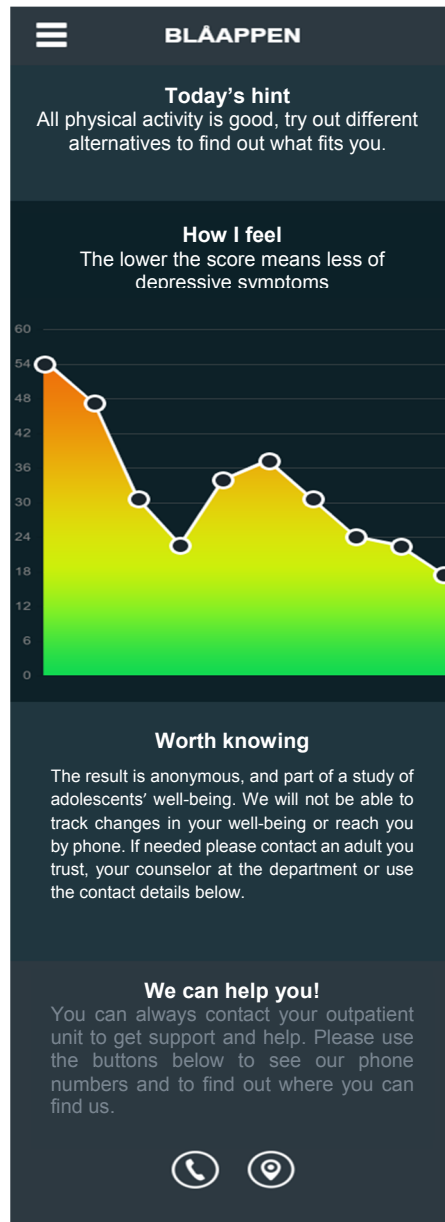 BLÅAPPEN
Today’s hint
All physical activity is good, try out different
alternatives to find out what fits you.
How I feel
The lower the score means less of
depressive symptoms
60
54
48
42
36
30
24
18
12
6
0
Worth knowing
The result is anonymous, and part of a study of
adolescents’ well-being. We will not be able to
track changes in your well-being or reach you
by phone. If needed please contact an adult you
trust, your counselor at the department or use
the contact details below.
We can help you!
You can always contact your outpatient
unit to get support and help. Please use
the buttons below to see our phone
numbers and to find out where you can
find us.